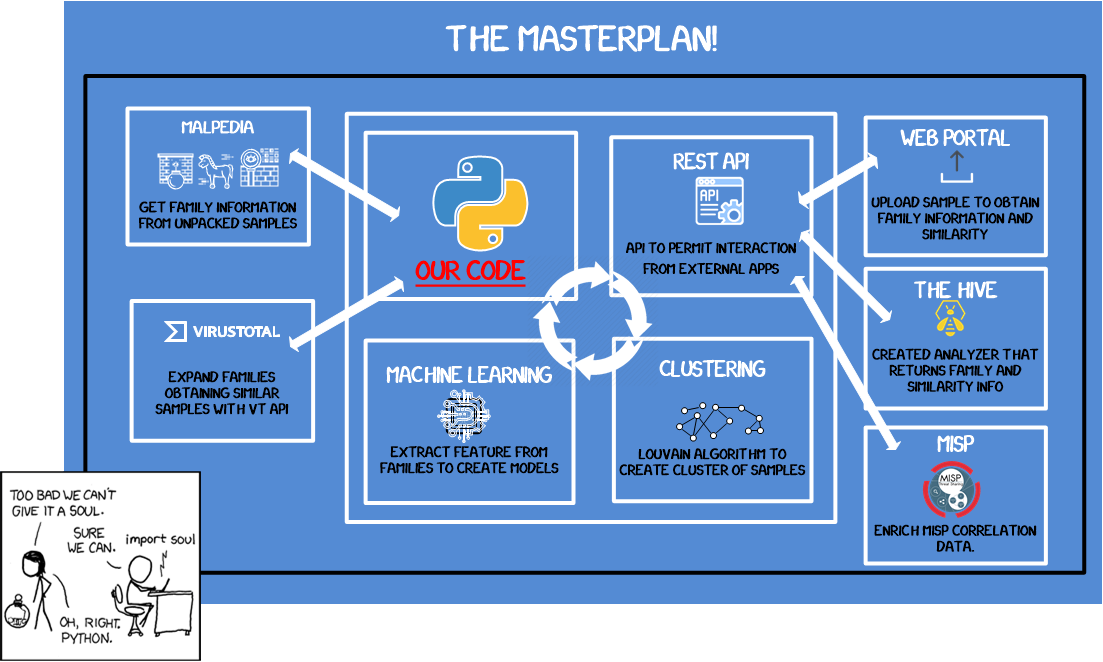 THE MASTERPLAN!
MALPEDIA
GET FAMILY INFORMATION
FROM UNPACKED SAMPLES
VIRUSTOTAL
EXPAND FAMILIES
OBTAINING SIMILAR
SAMPLES WITH VT API
OUR CODE
REST API
API
API TO PERMIT INTERACTION
FROM EXTERNAL APPS
MACHINE LEARNING
EXTRACT FEATURE FROM
FAMILIES TO CREATE MODELS
CLUSTERING
LOUVAIN ALGORITHM TO
CREATE CLUSTER OF SAMPLES
WEB PORTAL
UPLOAD SAMPLE TO OBTAIN
FAMILY INFORMATION AND
SIMILARITY
THE HIVE
CREATED ANALYZER THAT
RETURNS FAMILY AND
SIMILARITY INFO
MISP
MISP
Threat Sharing
ENRICH MISP CORRELATION
DATA.
TOO BAD WE CAN'T
GIVE IT A SOUL.
SURE
WE CAN.
import soul
OH, RIGHT.
PYTHON.